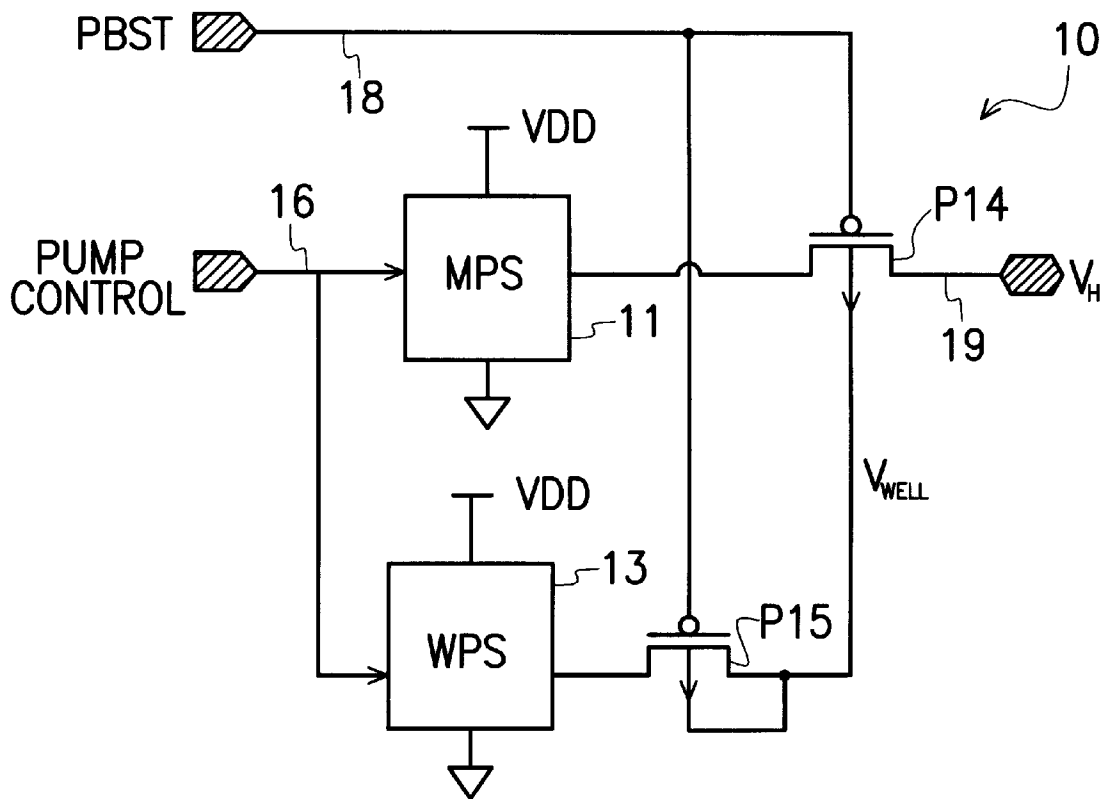 PBST
18
10
VDD
16
P14
PUMP
CONTROL
MPS
11
V_H
19
V_WELL
VDD
13
P15
WPS